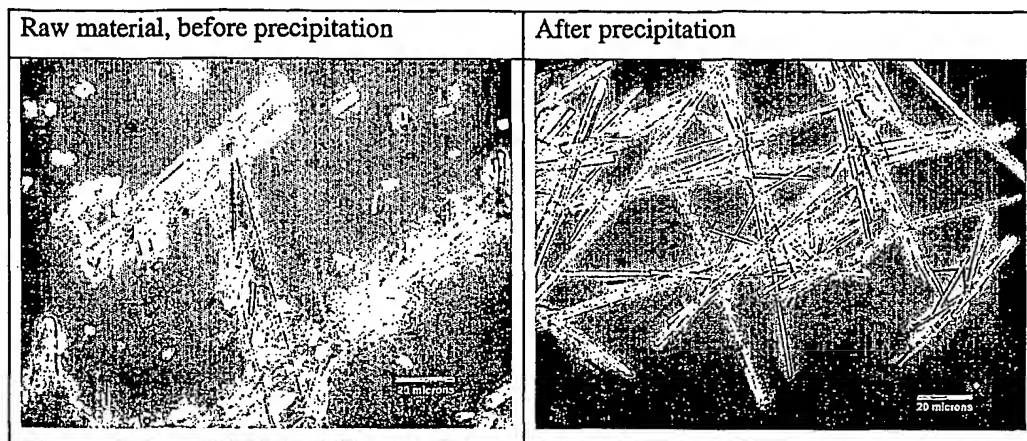 Raw material, before precipitation
After precipitation
20 microns
20 microns